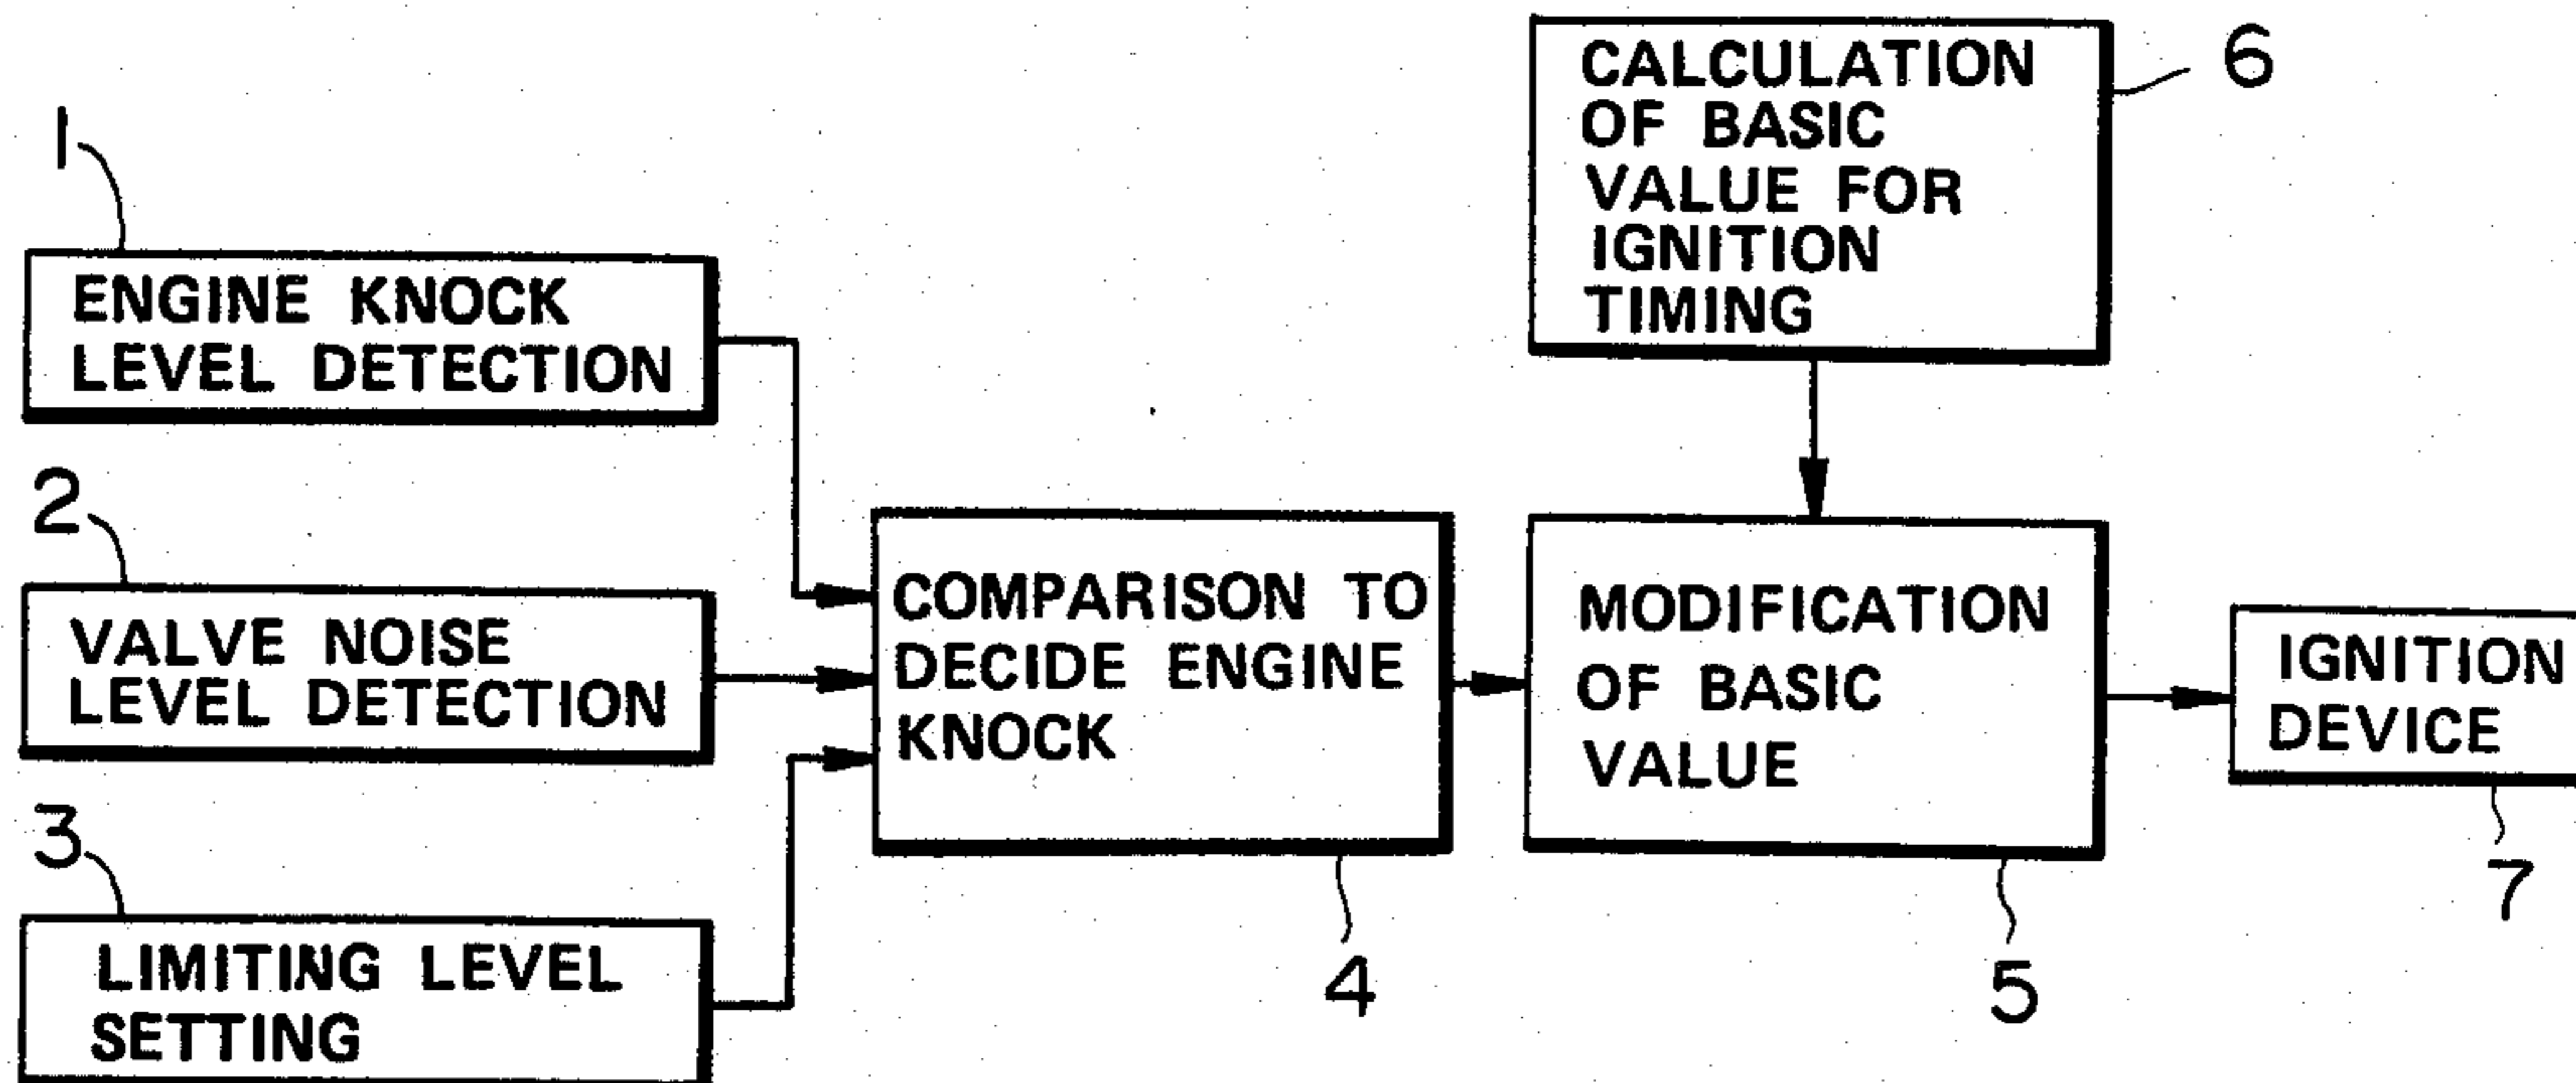 1
ENGINE KNOCK
LEVEL DETECTION
2
VALVE NOISE
LEVEL DETECTION
3
LIMITING LEVEL
SETTING
COMPARISON TO
DECIDE ENGINE
KNOCK
4
CALCULATION
OF BASIC
VALUE FOR
IGNITION
TIMING
6
MODIFICATION
OF BASIC
VALUE
5
IGNITION
DEVICE
7